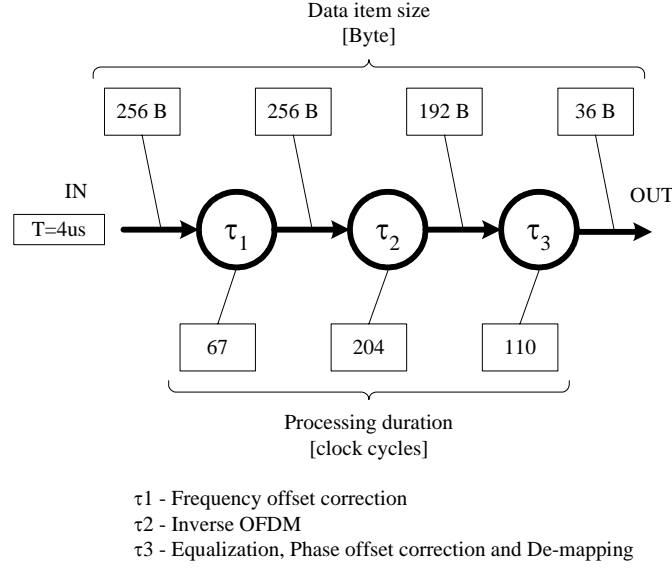 Data item size
[Byte]
256 B
256 B
192 B
36 B
IN
OUT
T=4us
τ1
τ2
τ3
67
204
110
Processing duration
[clock cycles]
τ1 - Frequency offset correction
τ2 - Inverse OFDM
τ3 - Equalization, Phase offset correction and De-mapping